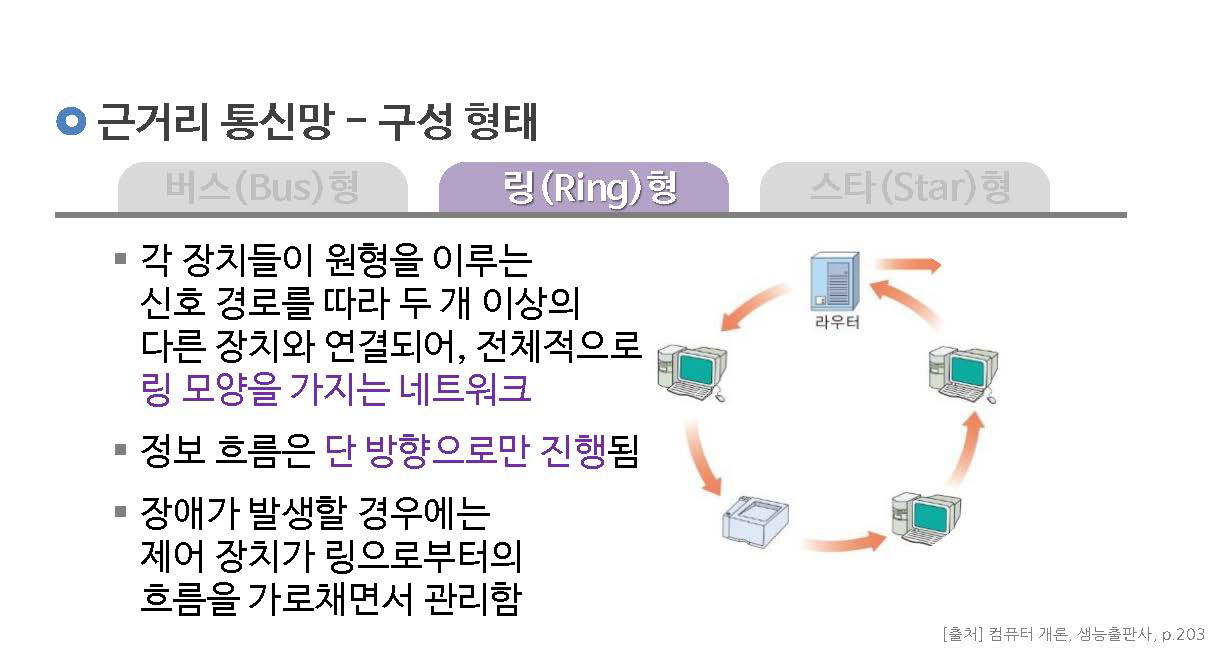 근거리 통신망 – 구성 형태
버스(Bus)형
링(Ring)형
스타(Star)형
각 장치들이 원형을 이루는
신호 경로를 따라 두 개 이상의
다른 장치와 연결되어, 전체적으로
링 모양을 가지는 네트워크
정보 흐름은 단 방향으로만 진행됨
장애가 발생할 경우에는
제어 장치가 링으로부터의
흐름을 가로채면서 관리함
라우터
[출처] 컴퓨터 개론, 생능출판사, p.203